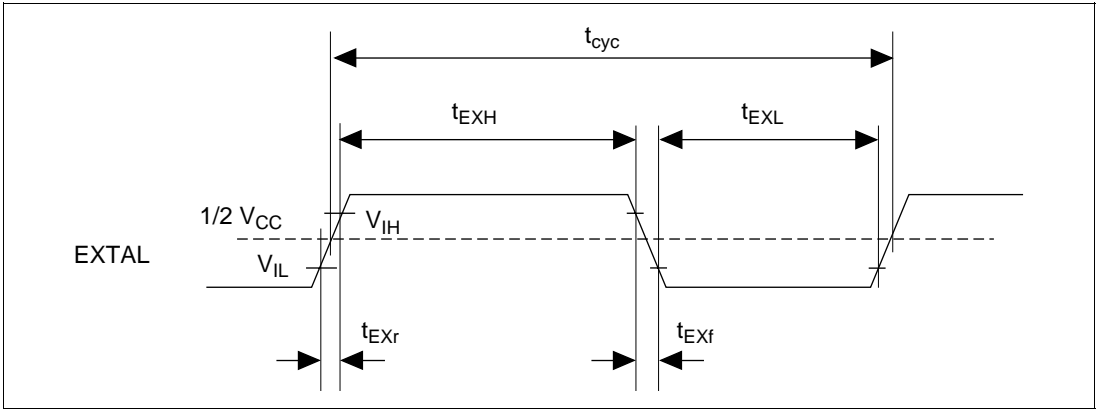 tcyc
tEXH
tEXL
1/2 VCC
VIH
EXTAL
VIL
tEXr
tEXf